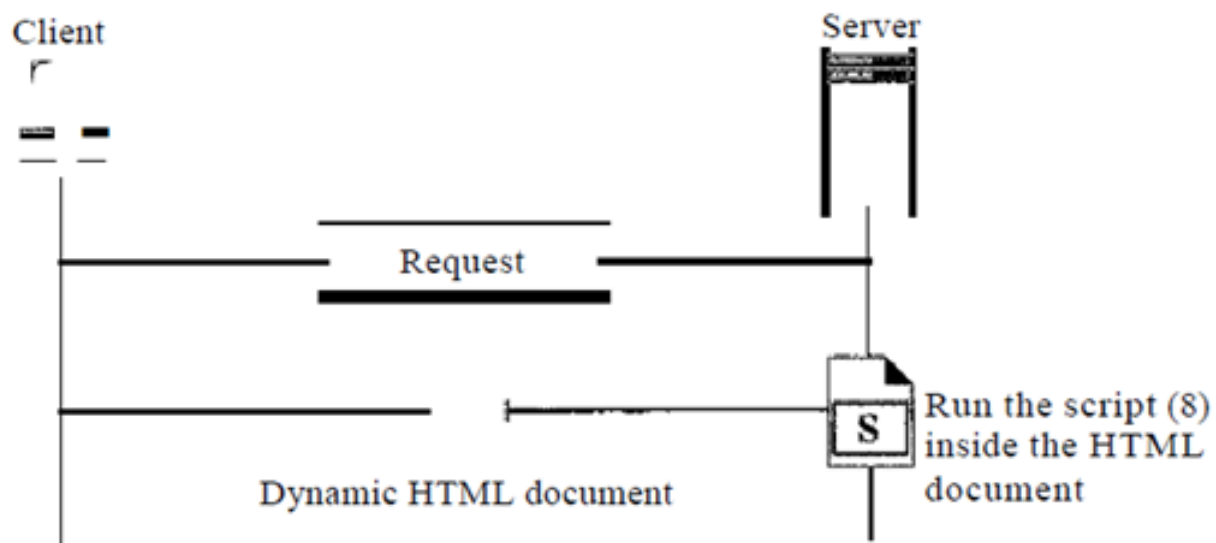 Client
Server
Request
S
Run the script (8)
inside the HTML
document
Dynamic HTML document